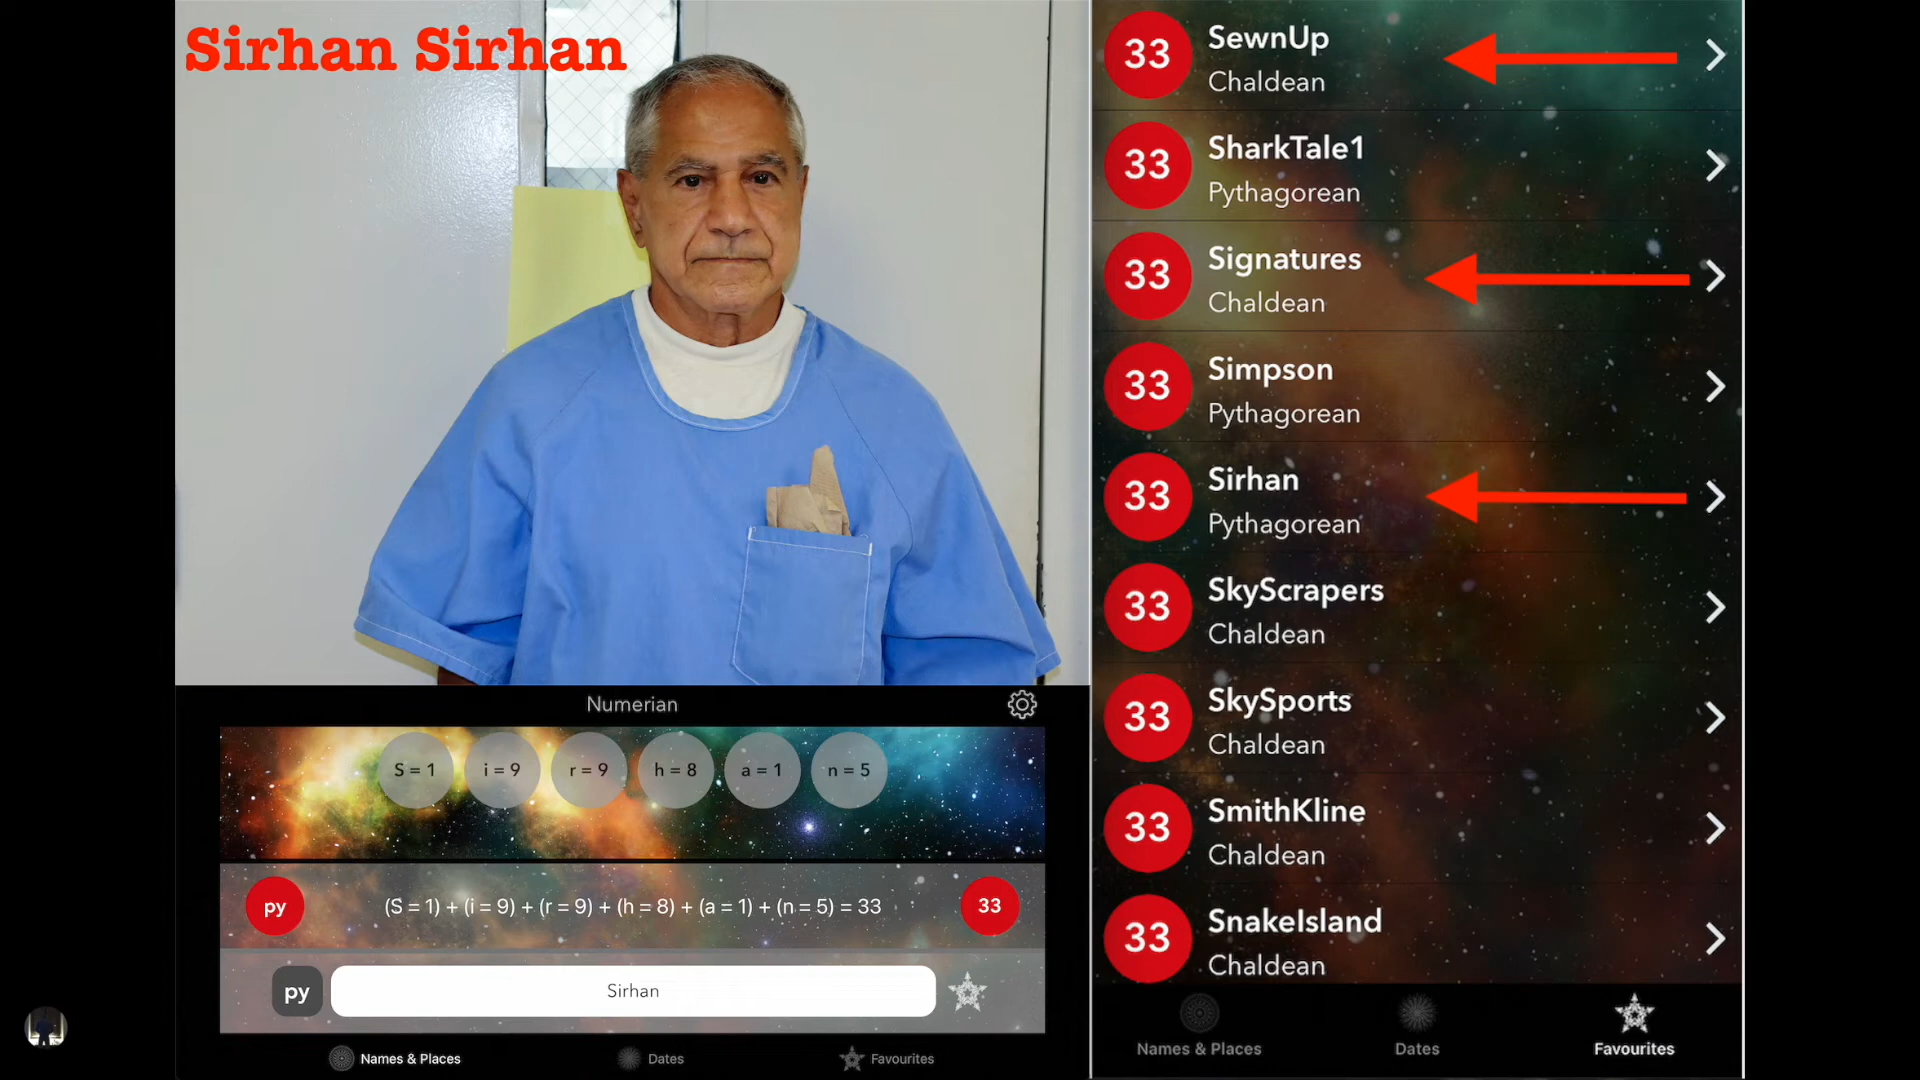 Sirhan Sirhan
Numerian
S = 1
i = 9
r = 9
h = 8
a = 1
n = 5
py
(S = 1) + (i = 9) + (r = 9) + (h = 8) + (a = 1) + (n = 5) = 33
33
py
Sirhan
Names & Places
Dates
Favourites
33
SewnUp
Chaldean
33
SharkTale1
Pythagorean
33
Signatures
Chaldean
33
Simpson
Pythagorean
33
Sirhan
Pythagorean
33
SkyScrapers
Chaldean
33
SkySports
Chaldean
33
SmithKline
Chaldean
33
SnakeIsland
Chaldean
Names & Places
Dates
Favourites